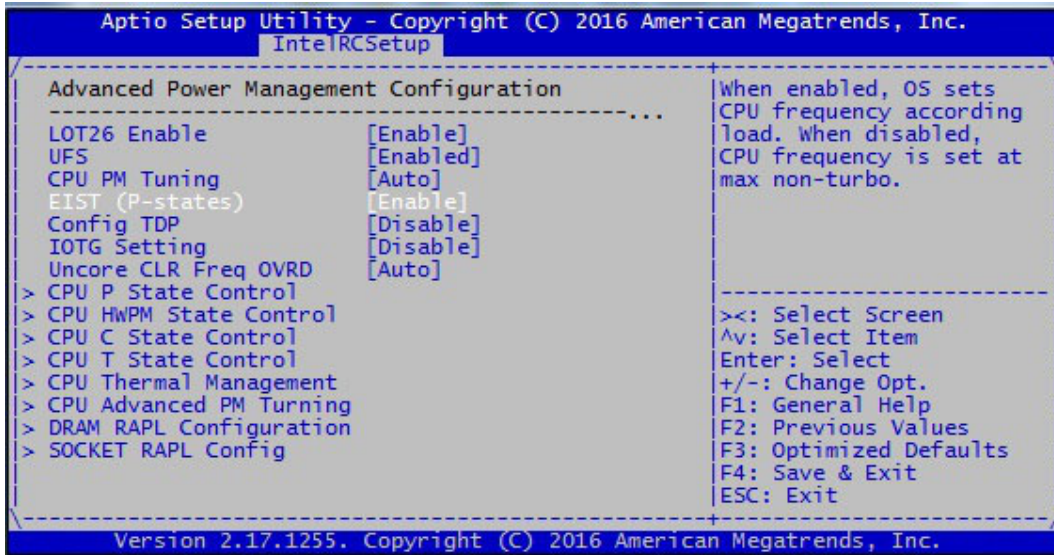 Aptio Setup Utility - Copyright (C) 2016 American Megatrends, Inc.
IntelRCSetup
Advanced Power Management Configuration
---------------------------------------------------...
LOT26 Enable [Enable]
UFS [Enabled]
CPU PM Tuning [Auto]
EIST (P-states) [Enable]
Config TDP [Disable]
IOTG Setting [Disable]
Uncore CLR Freq OVRD [Auto]
> CPU P State Control
> CPU HWPM State Control
> CPU C State Control
> CPU T State Control
> CPU Thermal Management
> CPU Advanced PM Turning
> DRAM RAPL Configuration
> SOCKET RAPL Config
When enabled, OS sets
CPU frequency according
load. When disabled,
CPU frequency is set at
max non-turbo.
><: Select Screen
^v: Select Item
Enter: Select
+/-: Change Opt.
F1: General Help
F2: Previous Values
F3: Optimized Defaults
F4: Save & Exit
ESC: Exit
Version 2.17.1255. Copyright (C) 2016 American Megatrends, Inc.